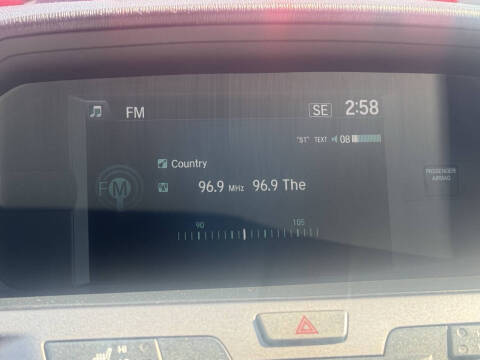 FM SE 2:58
"ST" TEXT 08
Country
FM
96.9 MHz 96.9 The
90 105
PASSENGER
AIRBAG
HI